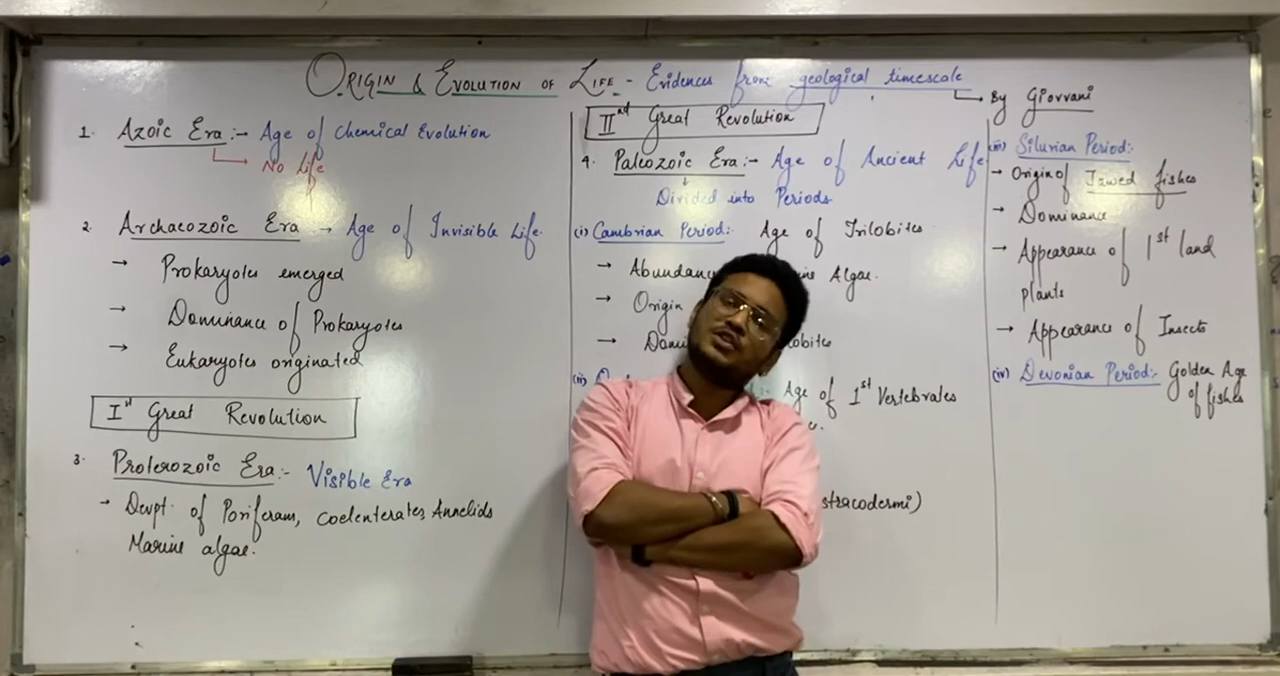 ORIGIN & EVOLUTION OF LIFE - Evidences from geological timescale
By Giovvani
1. Azoic Era :- Age of Chemical Evolution
No Life
2. Archaeozoic Era - Age of Invisible Life.
→ Prokaryotes emerged
→ Dominance of Prokaryotes
→ Eukaryotes originated
Ist Great Revolution
3. Proterozoic Era :- Visible Era
→ Devpt. of Poriferans, coelenterates, Annelids
Marine algae.
IInd Great Revolution
4. Paleozoic Era :- Age of Ancient Life
Divided into Periods
(i) Cambrian Period :- Age of Trilobites
→ Abundanc Algae.
→ Origin
→ Domi lobites
(ii) Age of 1st Vertebrates
stracodermi)
(iii) Silurian Period :-
→ Origin of Jawed fishes
→ Dominance
→ Appearance of 1st land
plants
→ Appearance of Insects
(iv) Devonian Period :- Golden Age
of fishes